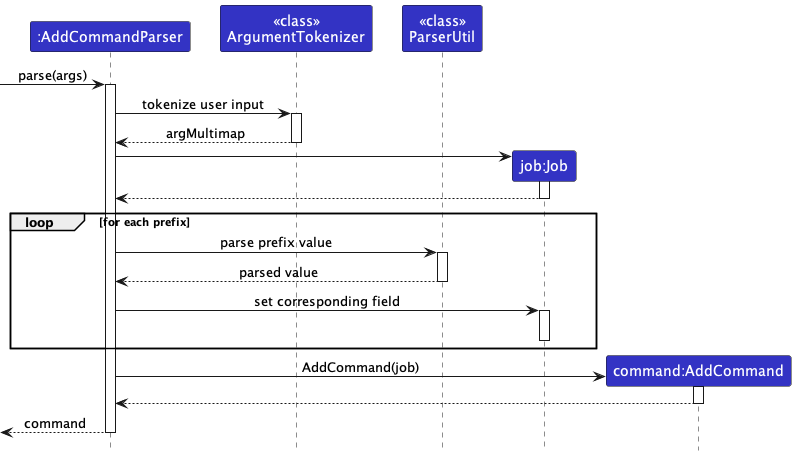 :AddCommandParser
«class»
ArgumentTokenizer
«class»
ParserUtil
parse(args)
tokenize user input
argMultimap
job:Job
loop
[for each prefix]
parse prefix value
parsed value
set corresponding field
AddCommand(job)
command:AddCommand
command